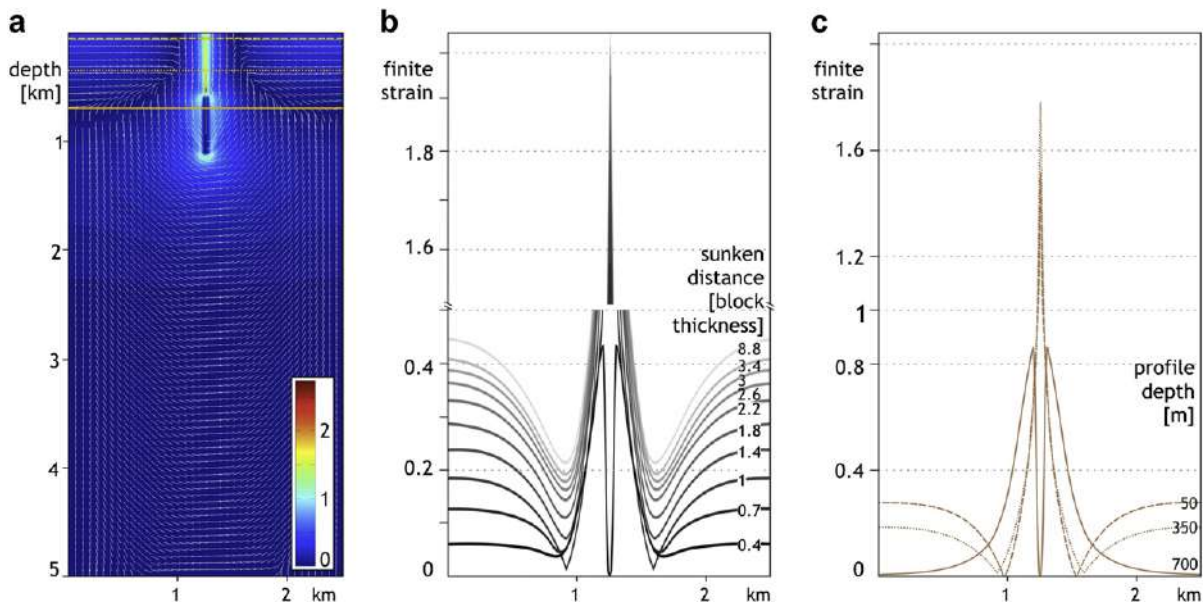 a
depth
[km]
1
2
3
4
5
2
1
0
1
2
km
b
finite
strain
1.8
1.6
sunken
distance
[block
thickness]
0.4
0.2
0
8.8
3.4
3
2.6
2.2
1.8
1.4
1
0.7
0.4
1
2
km
c
finite
strain
1.6
1.2
1
0.8
0.4
0
profile
depth
[m]
50
350
700
1
2
km